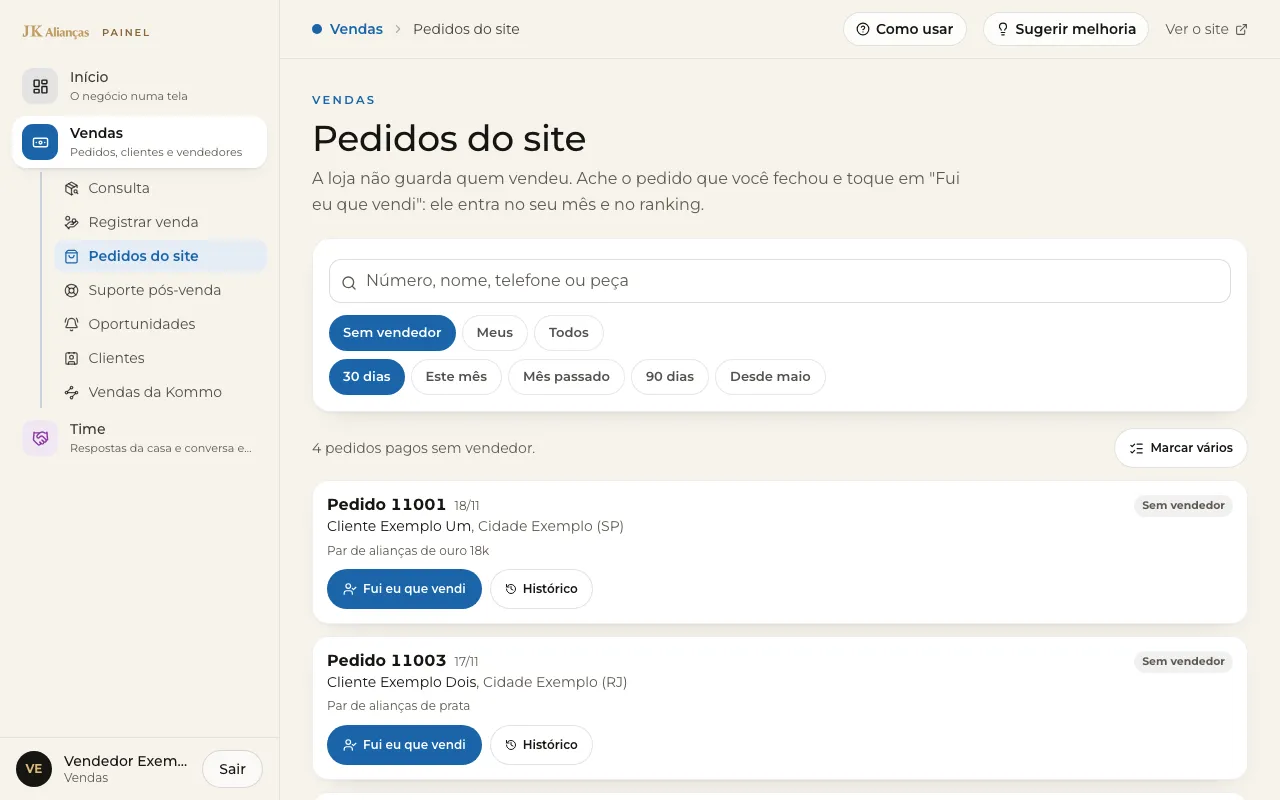 JK Alianças PAINEL
Início
O negócio numa tela
Vendas
Pedidos, clientes e vendedores
Consulta
Registrar venda
Pedidos do site
Suporte pós-venda
Oportunidades
Clientes
Vendas da Kommo
Time
Respostas da casa e conversa e...
VE
Vendedor Exem...
Vendas
Sair
Vendas
Pedidos do site
Como usar
Sugerir melhoria
Ver o site
VENDAS
Pedidos do site
A loja não guarda quem vendeu. Ache o pedido que você fechou e toque em "Fui
eu que vendi": ele entra no seu mês e no ranking.
Número, nome, telefone ou peça
Sem vendedor Meus Todos
30 dias Este mês Mês passado 90 dias Desde maio
4 pedidos pagos sem vendedor.
Marcar vários
Pedido 11001 18/11
Sem vendedor
Cliente Exemplo Um, Cidade Exemplo (SP)
Par de alianças de ouro 18k
Fui eu que vendi Histórico
Pedido 11003 17/11
Sem vendedor
Cliente Exemplo Dois, Cidade Exemplo (RJ)
Par de alianças de prata
Fui eu que vendi Histórico